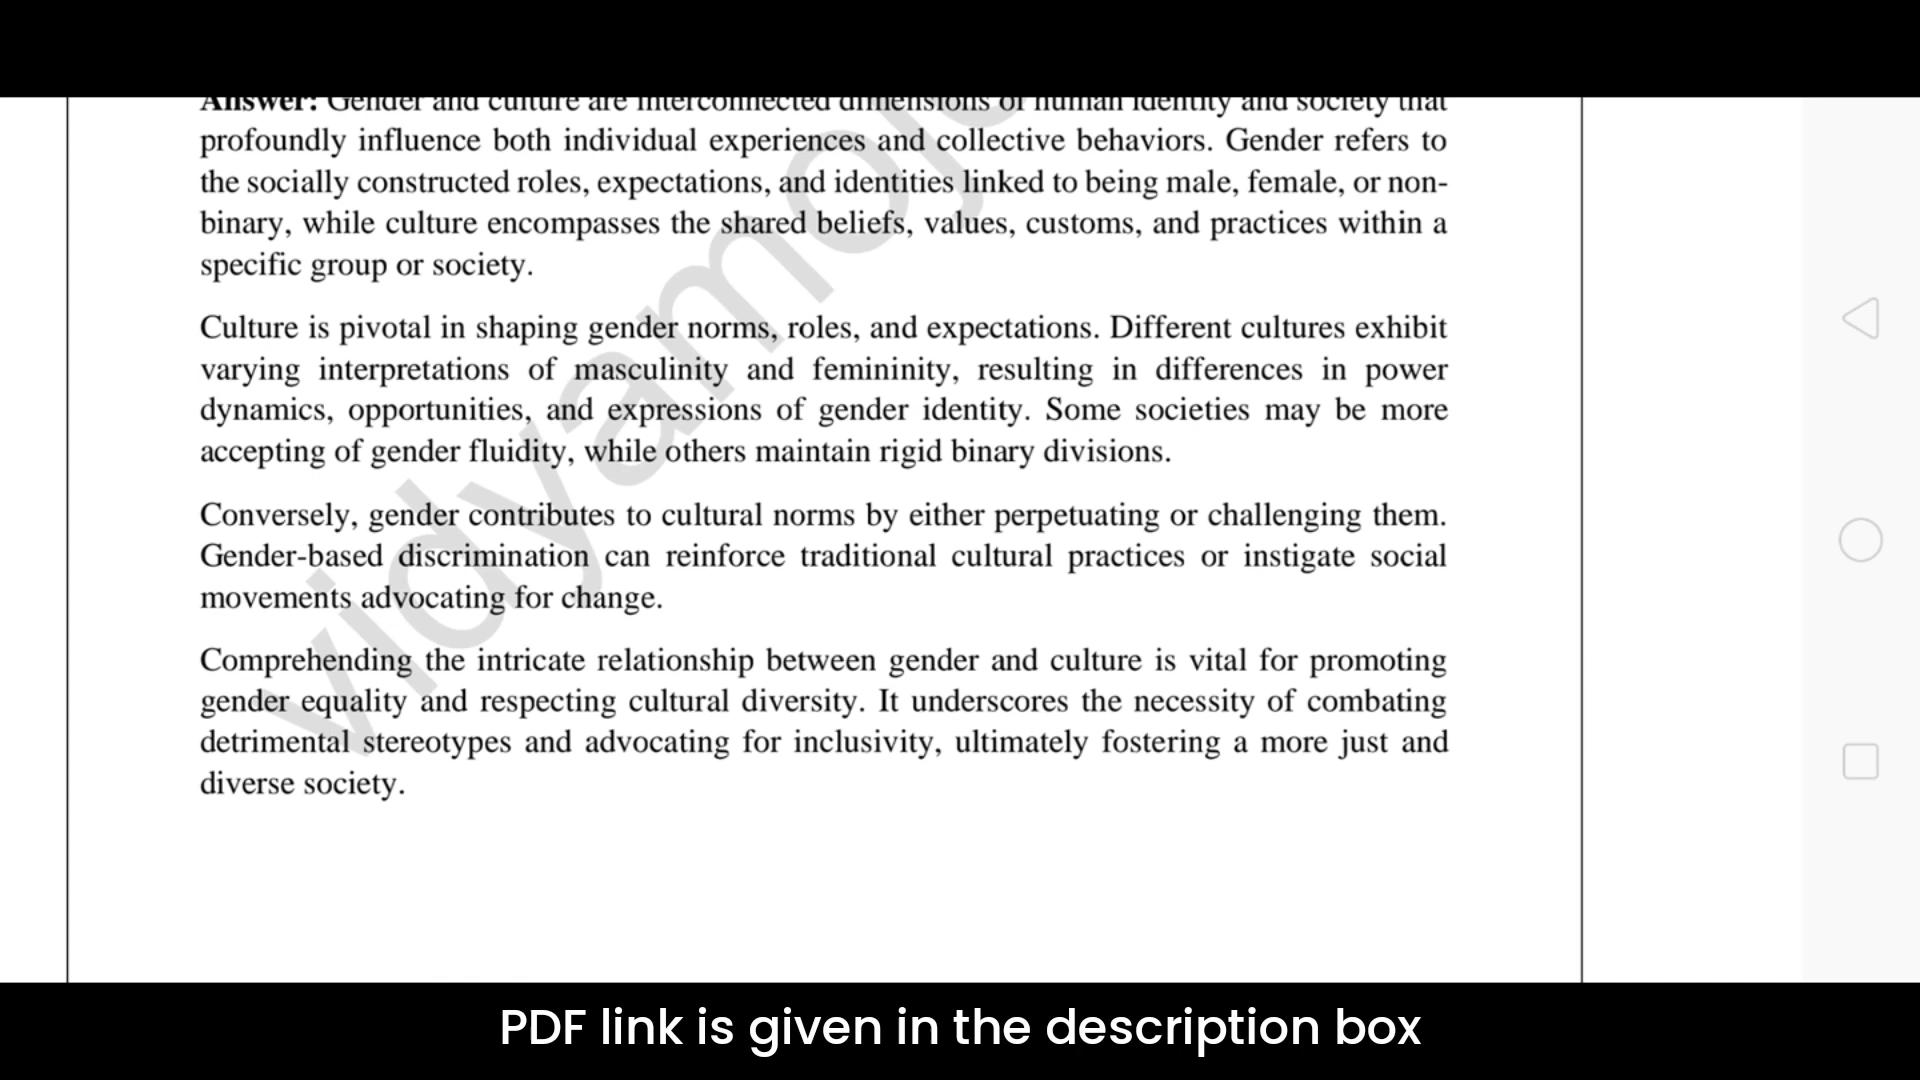 Answer: Gender and culture are interconnected dimensions of human identity and society that
profoundly influence both individual experiences and collective behaviors. Gender refers to
the socially constructed roles, expectations, and identities linked to being male, female, or non-
binary, while culture encompasses the shared beliefs, values, customs, and practices within a
specific group or society.
Culture is pivotal in shaping gender norms, roles, and expectations. Different cultures exhibit
varying interpretations of masculinity and femininity, resulting in differences in power
dynamics, opportunities, and expressions of gender identity. Some societies may be more
accepting of gender fluidity, while others maintain rigid binary divisions.
Conversely, gender contributes to cultural norms by either perpetuating or challenging them.
Gender-based discrimination can reinforce traditional cultural practices or instigate social
movements advocating for change.
Comprehending the intricate relationship between gender and culture is vital for promoting
gender equality and respecting cultural diversity. It underscores the necessity of combating
detrimental stereotypes and advocating for inclusivity, ultimately fostering a more just and
diverse society.
PDF link is given in the description box